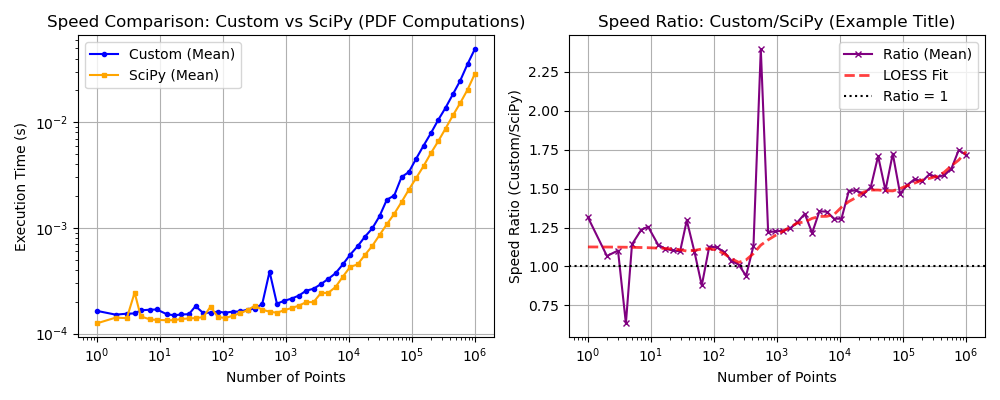 Speed Comparison: Custom vs SciPy (PDF Computations)
Custom (Mean)
SciPy (Mean)
Execution Time (s)
10⁻²
10⁻³
10⁻⁴
10⁰ 10¹ 10² 10³ 10⁴ 10⁵ 10⁶
Number of Points
Speed Ratio: Custom/SciPy (Example Title)
Ratio (Mean)
LOESS Fit
Ratio = 1
Speed Ratio (Custom/SciPy)
2.25
2.00
1.75
1.50
1.25
1.00
0.75
10⁰ 10¹ 10² 10³ 10⁴ 10⁵ 10⁶
Number of Points